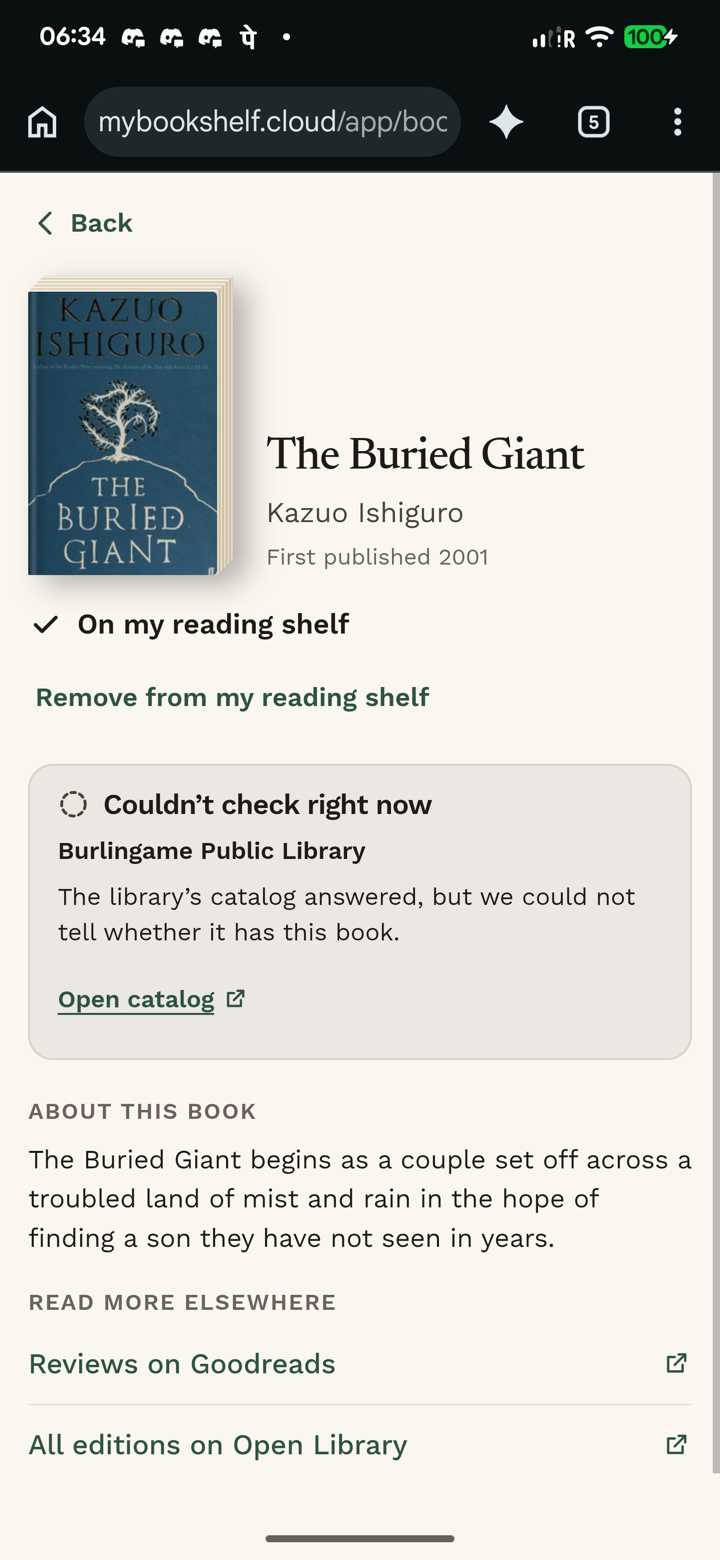 06:34 पे R 100
mybookshelf.cloud/app/boo
5
Back
KAZUO
ISHIGURO
THE
BURIED
GIANT
The Buried Giant
Kazuo Ishiguro
First published 2001
On my reading shelf
Remove from my reading shelf
Couldn’t check right now
Burlingame Public Library
The library’s catalog answered, but we could not
tell whether it has this book.
Open catalog
ABOUT THIS BOOK
The Buried Giant begins as a couple set off across a
troubled land of mist and rain in the hope of
finding a son they have not seen in years.
READ MORE ELSEWHERE
Reviews on Goodreads
All editions on Open Library